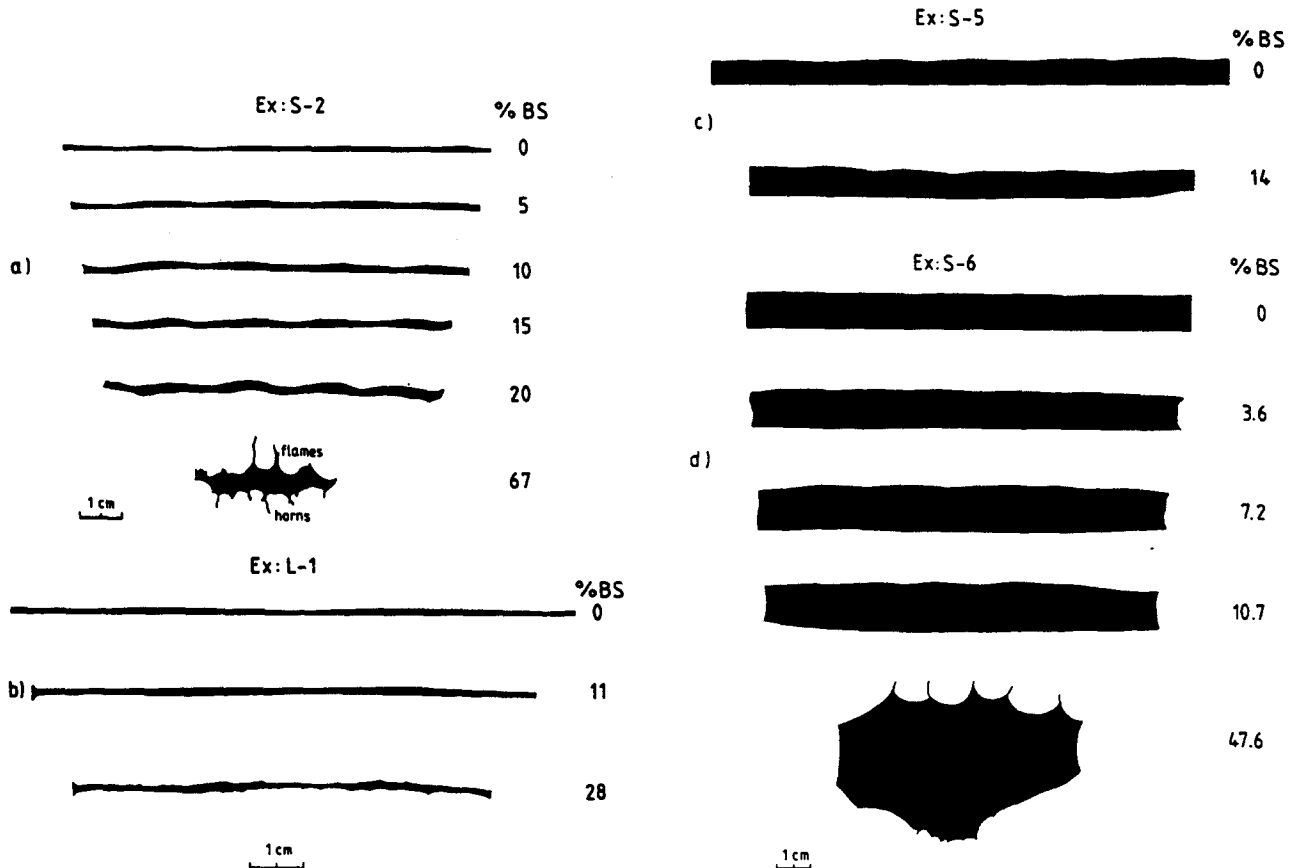 Ex:S-2
% BS
0
5
a)
10
15
20
flames
67
horns
1 cm
Ex:L-1
%BS
0
b)
11
28
1 cm
Ex:S-5
%BS
0
c)
14
Ex:S-6
%BS
0
3.6
d)
7.2
10.7
47.6
1 cm